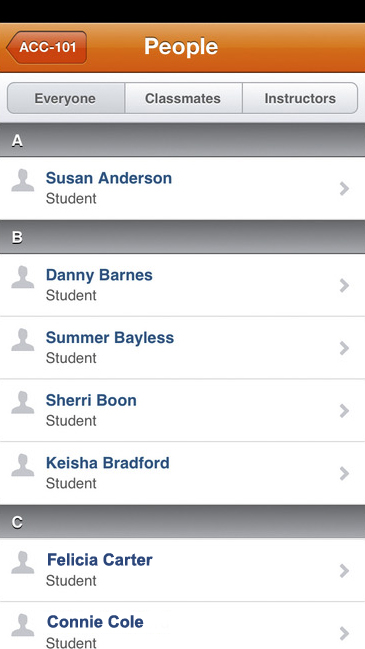 ACC-101
People
Everyone
Classmates
Instructors
A
Susan Anderson
Student
B
Danny Barnes
Student
Summer Bayless
Student
Sherri Boon
Student
Keisha Bradford
Student
C
Felicia Carter
Student
Connie Cole
Student